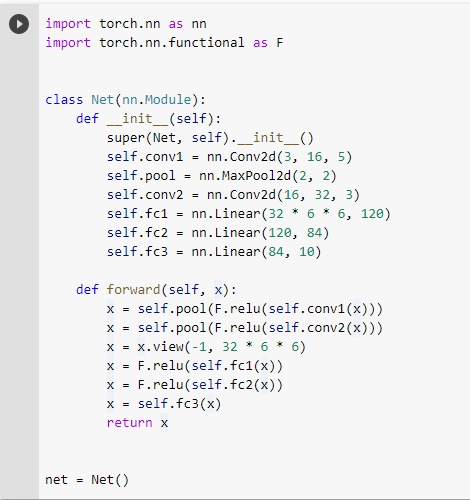 import torch.nn as nn
import torch.nn.functional as F
class Net(nn.Module):
    def __init__(self):
        super(Net, self).__init__()
        self.conv1 = nn.Conv2d(3, 16, 5)
        self.pool = nn.MaxPool2d(2, 2)
        self.conv2 = nn.Conv2d(16, 32, 3)
        self.fc1 = nn.Linear(32 * 6 * 6, 120)
        self.fc2 = nn.Linear(120, 84)
        self.fc3 = nn.Linear(84, 10)
    def forward(self, x):
        x = self.pool(F.relu(self.conv1(x)))
        x = self.pool(F.relu(self.conv2(x)))
        x = x.view(-1, 32 * 6 * 6)
        x = F.relu(self.fc1(x))
        x = F.relu(self.fc2(x))
        x = self.fc3(x)
        return x
net = Net()